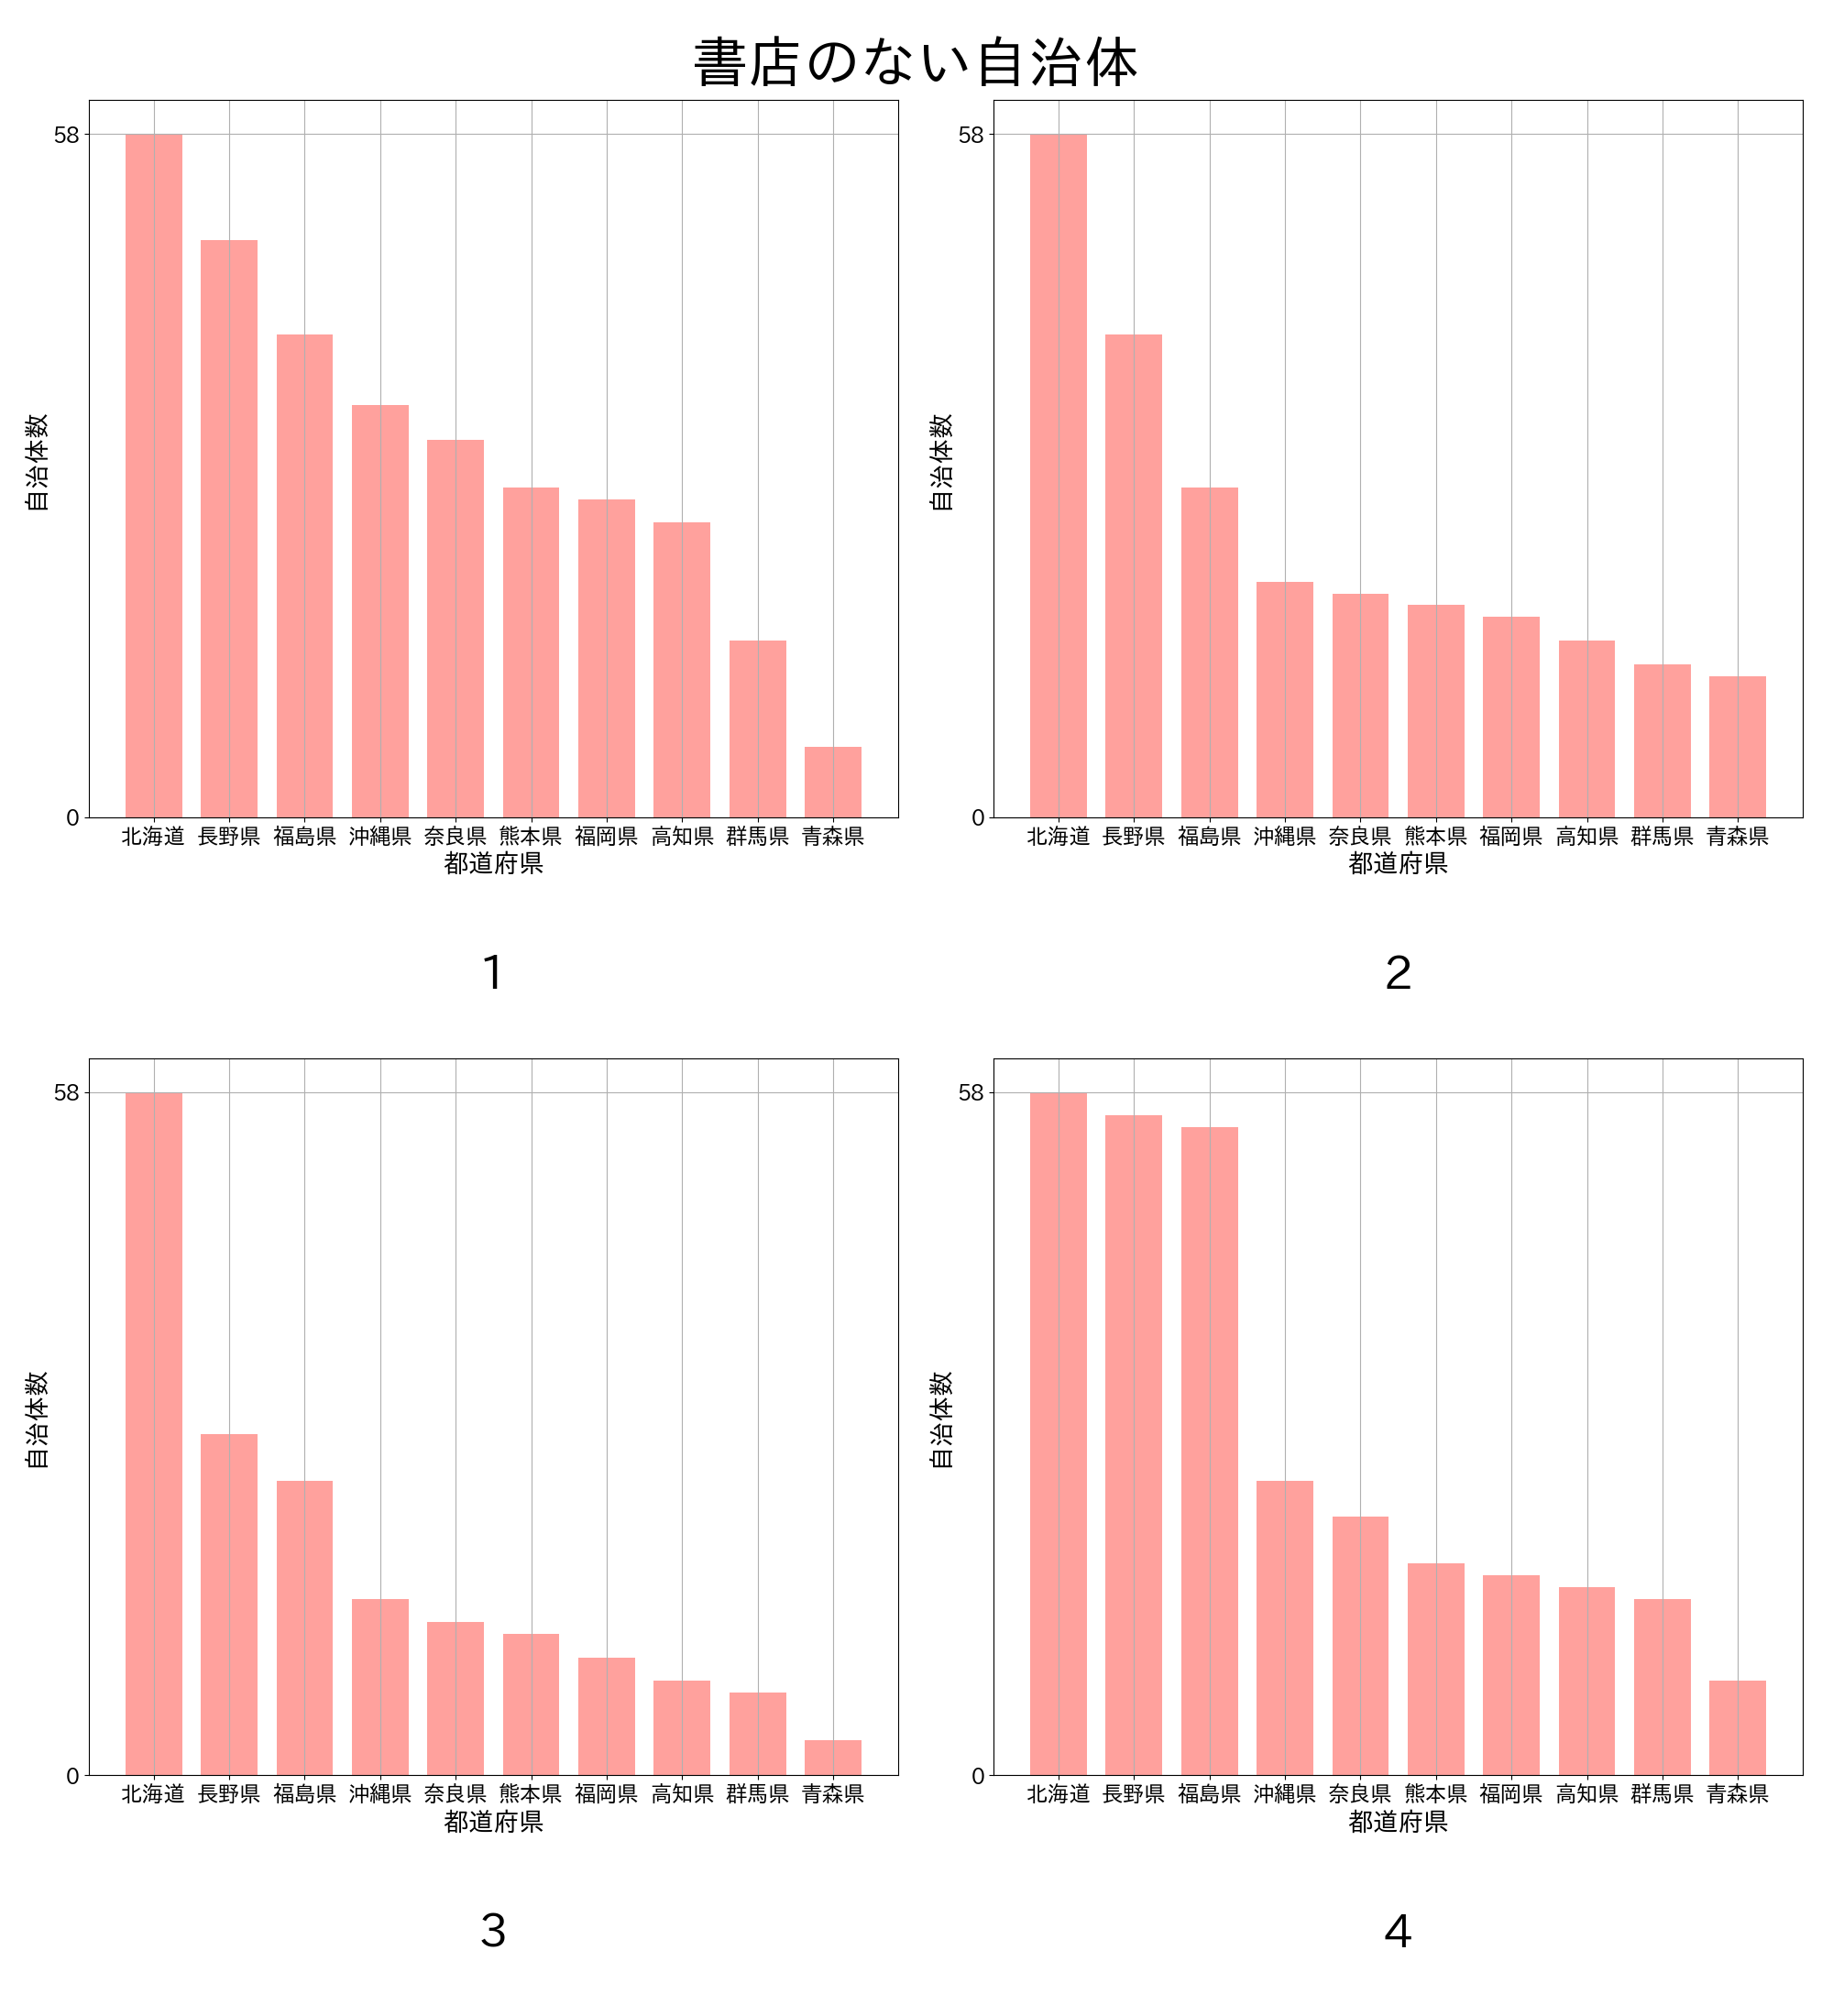 書店のない自治体
58
0
自治体数
北海道 長野県 福島県 沖縄県 奈良県 熊本県 福岡県 高知県 群馬県 青森県
都道府県
1
58
0
自治体数
北海道 長野県 福島県 沖縄県 奈良県 熊本県 福岡県 高知県 群馬県 青森県
都道府県
2
58
0
自治体数
北海道 長野県 福島県 沖縄県 奈良県 熊本県 福岡県 高知県 群馬県 青森県
都道府県
3
58
0
自治体数
北海道 長野県 福島県 沖縄県 奈良県 熊本県 福岡県 高知県 群馬県 青森県
都道府県
4